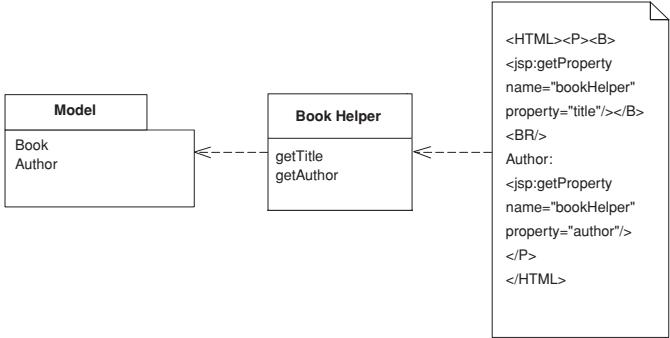 Model
Book
Author
Book Helper
getTitle
getAuthor
<HTML><P><B>
<jsp:getProperty
name="bookHelper"
property="title"/></B>
<BR/>
Author:
<jsp:getProperty
name="bookHelper"
property="author"/>
</P>
</HTML>